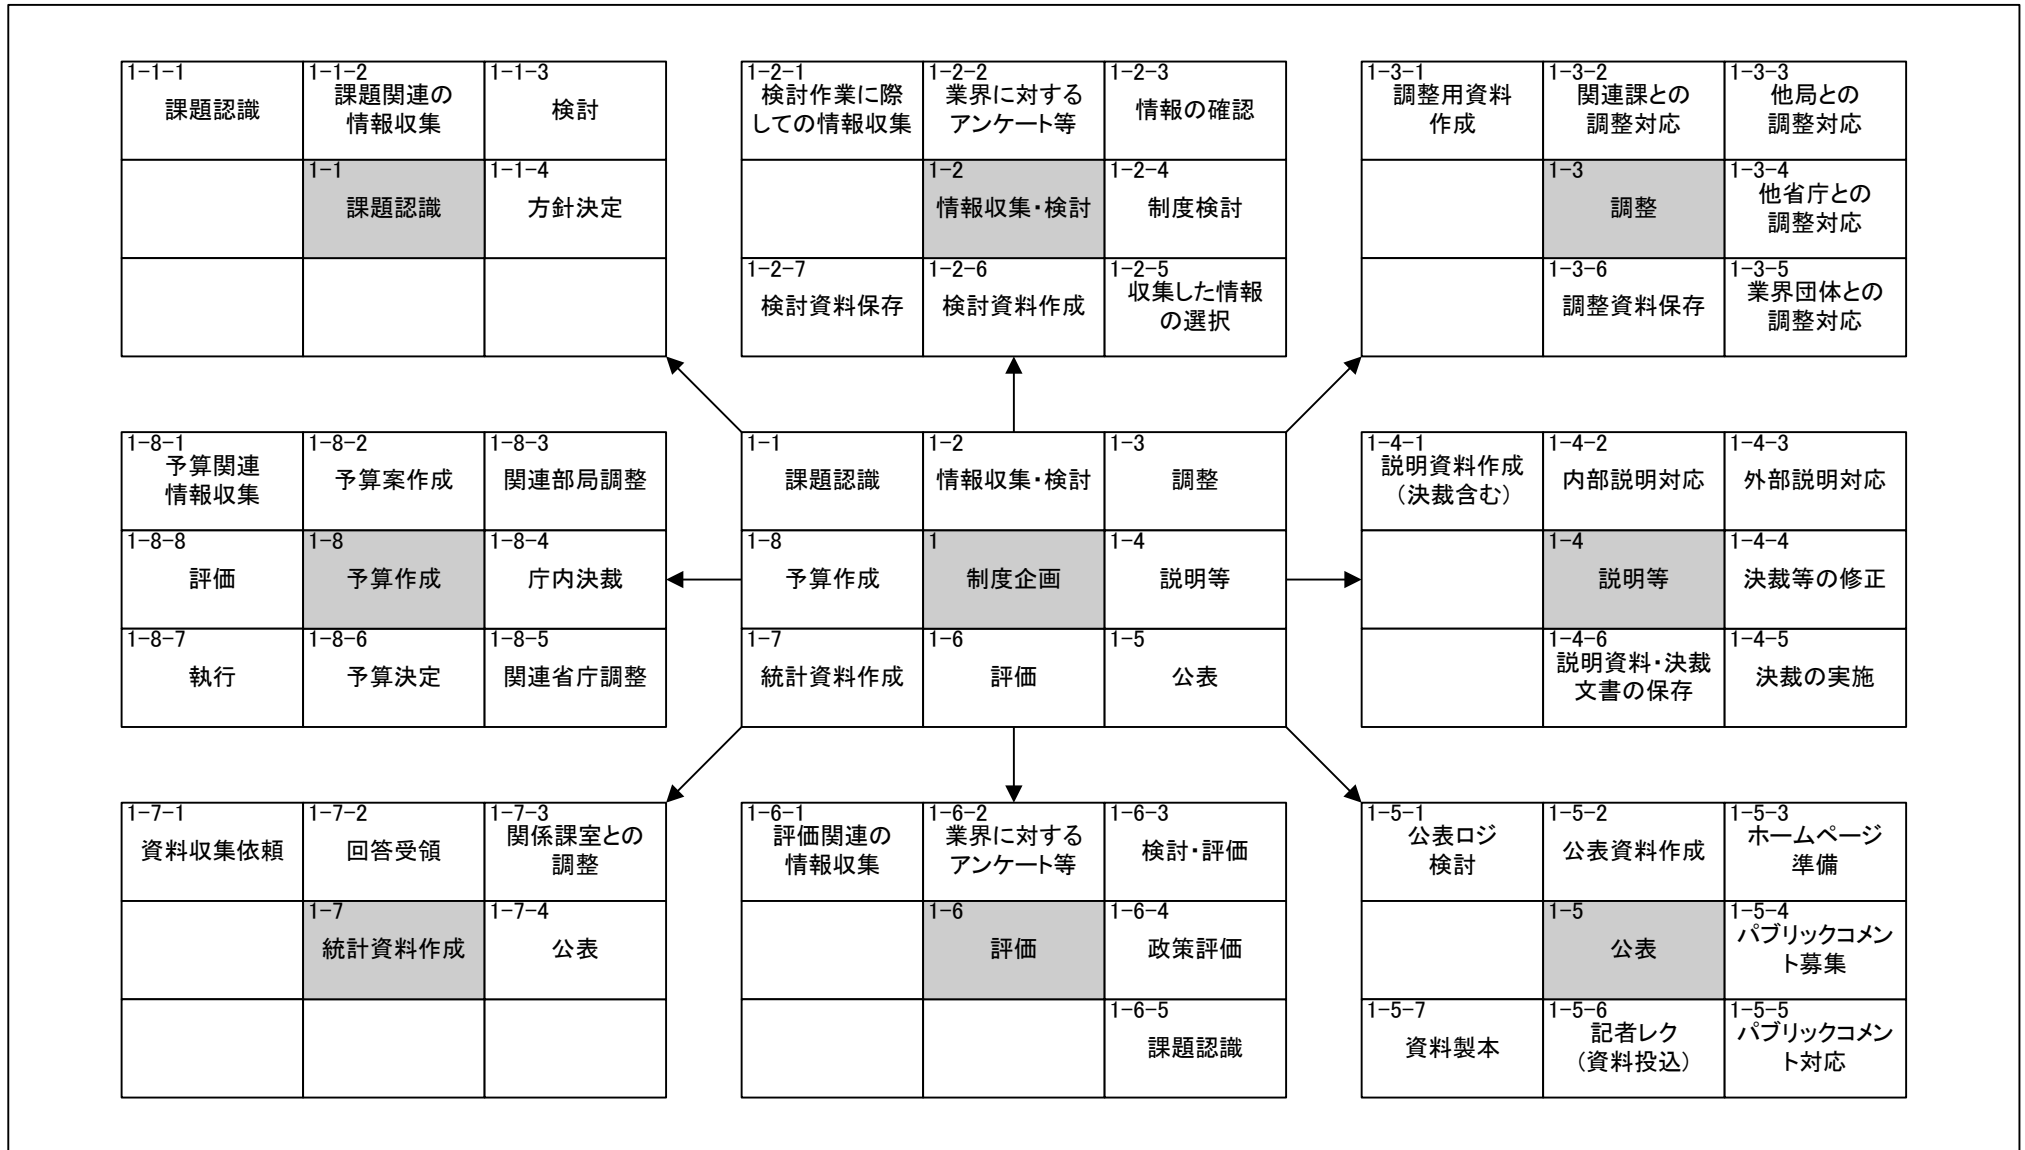 1-1-1
課題認識
1-1-2
課題関連の
情報収集
1-1-3
検討
1-1
課題認識
1-1-4
方針決定
1-2-1
検討作業に際
しての情報収集
1-2-2
業界に対する
アンケート等
1-2-3
情報の確認
1-2
情報収集・検討
1-2-4
制度検討
1-2-7
検討資料保存
1-2-6
検討資料作成
1-2-5
収集した情報
の選択
1-3-1
調整用資料
作成
1-3-2
関連課との
調整対応
1-3-3
他局との
調整対応
1-3
調整
1-3-4
他省庁との
調整対応
1-3-6
調整資料保存
1-3-5
業界団体との
調整対応
1-8-1
予算関連
情報収集
1-8-2
予算案作成
1-8-3
関連部局調整
1-8-8
評価
1-8
予算作成
1-8-4
庁内決裁
1-8-7
執行
1-8-6
予算決定
1-8-5
関連省庁調整
1-1
課題認識
1-2
情報収集・検討
1-3
調整
1-8
予算作成
1
制度企画
1-4
説明等
1-7
統計資料作成
1-6
評価
1-5
公表
1-4-1
説明資料作成
（決裁含む）
1-4-2
内部説明対応
1-4-3
外部説明対応
1-4
説明等
1-4-4
決裁等の修正
1-4-6
説明資料・決裁
文書の保存
1-4-5
決裁の実施
1-7-1
資料収集依頼
1-7-2
回答受領
1-7-3
関係課室との
調整
1-7
統計資料作成
1-7-4
公表
1-6-1
評価関連の
情報収集
1-6-2
業界に対する
アンケート等
1-6-3
検討・評価
1-6
評価
1-6-4
政策評価
1-6-5
課題認識
1-5-1
公表ロジ
検討
1-5-2
公表資料作成
1-5-3
ホームページ
準備
1-5
公表
1-5-4
パブリックコメン
ト募集
1-5-7
資料製本
1-5-6
記者レク
（資料投込）
1-5-5
パブリックコメン
ト対応